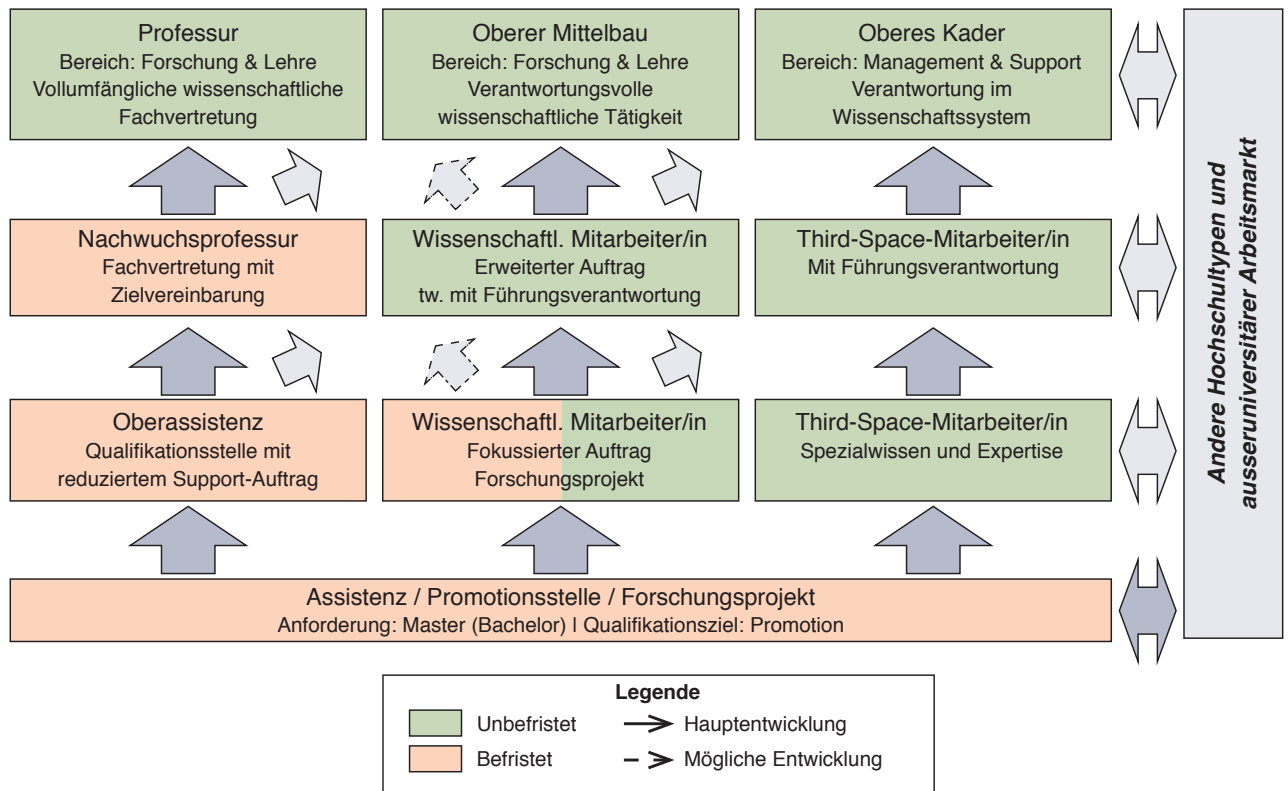 Professur
Bereich: Forschung & Lehre
Vollumfängliche wissenschaftliche
Fachvertretung
Oberer Mittelbau
Bereich: Forschung & Lehre
Verantwortungsvolle
wissenschaftliche Tätigkeit
Oberes Kader
Bereich: Management & Support
Verantwortung im
Wissenschaftssystem
Nachwuchsprofessur
Fachvertretung mit
Zielvereinbarung
Wissenschaftl. Mitarbeiter/in
Erweiterter Auftrag
tw. mit Führungsverantwortung
Third-Space-Mitarbeiter/in
Mit Führungsverantwortung
Oberassistenz
Qualifikationsstelle mit
reduziertem Support-Auftrag
Wissenschaftl. Mitarbeiter/in
Fokussierter Auftrag
Forschungsprojekt
Third-Space-Mitarbeiter/in
Spezialwissen und Expertise
Assistenz / Promotionsstelle / Forschungsprojekt
Anforderung: Master (Bachelor) I Qualifikationsziel: Promotion
Andere Hochschultypen und
ausseruniversitärer Arbeitsmarkt
Legende
Unbefristet
Hauptentwicklung
Befristet
Mögliche Entwicklung